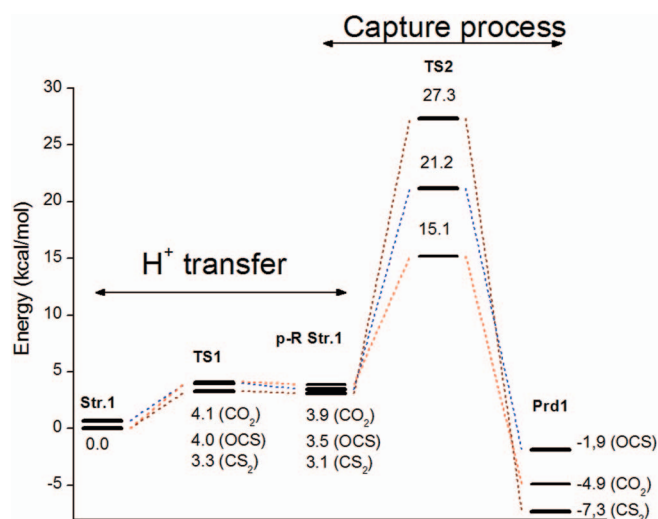 Capture process
TS2
30
27.3
25
21.2
20
15.1
15
Energy (kcal/mol)
H⁺ transfer
10
p-R Str.1
TS1
5
Str.1
Prd1
4.1 (CO₂)
3.9 (CO₂)
0
0.0
4.0 (OCS)
3.5 (OCS)
-1,9 (OCS)
3.3 (CS₂)
3.1 (CS₂)
-5
-4.9 (CO₂)
-7,3 (CS₂)